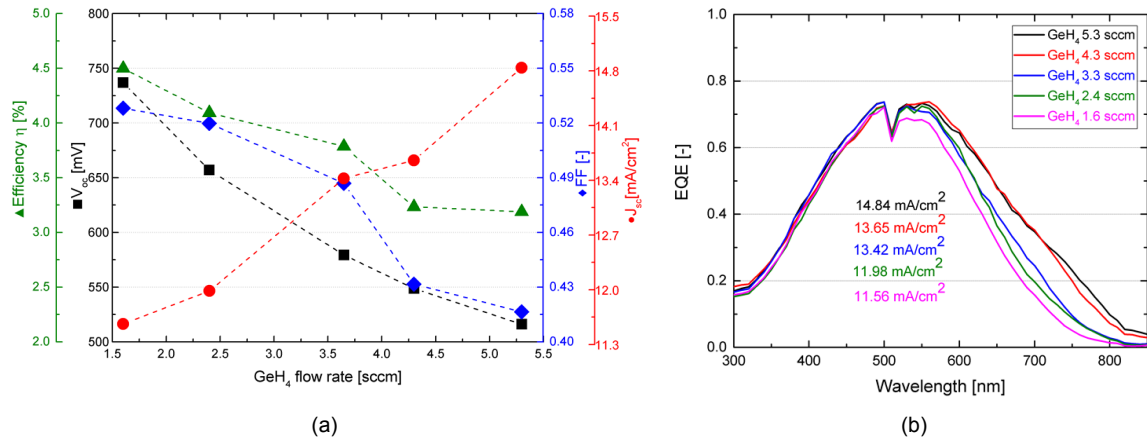 5.0
4.5
4.0
3.5
3.0
2.5
2.0
▲Efficiency η [%]
800
750
700
650
600
550
500
■V_oc [mV]
1.5 2.0 2.5 3.0 3.5 4.0 4.5 5.0 5.5
GeH₄ flow rate [sccm]
0.58
0.55
0.52
0.49
0.46
0.43
0.40
◆FF [-]
15.5
14.8
14.1
13.4
12.7
12.0
11.3
●J_sc[mA/cm²]
(a)
1.0
0.8
0.6
0.4
0.2
0.0
EQE [-]
GeH₄ 5.3 sccm
GeH₄ 4.3 sccm
GeH₄ 3.3 sccm
GeH₄ 2.4 sccm
GeH₄ 1.6 sccm
14.84 mA/cm²
13.65 mA/cm²
13.42 mA/cm²
11.98 mA/cm²
11.56 mA/cm²
300 400 500 600 700 800
Wavelength [nm]
(b)